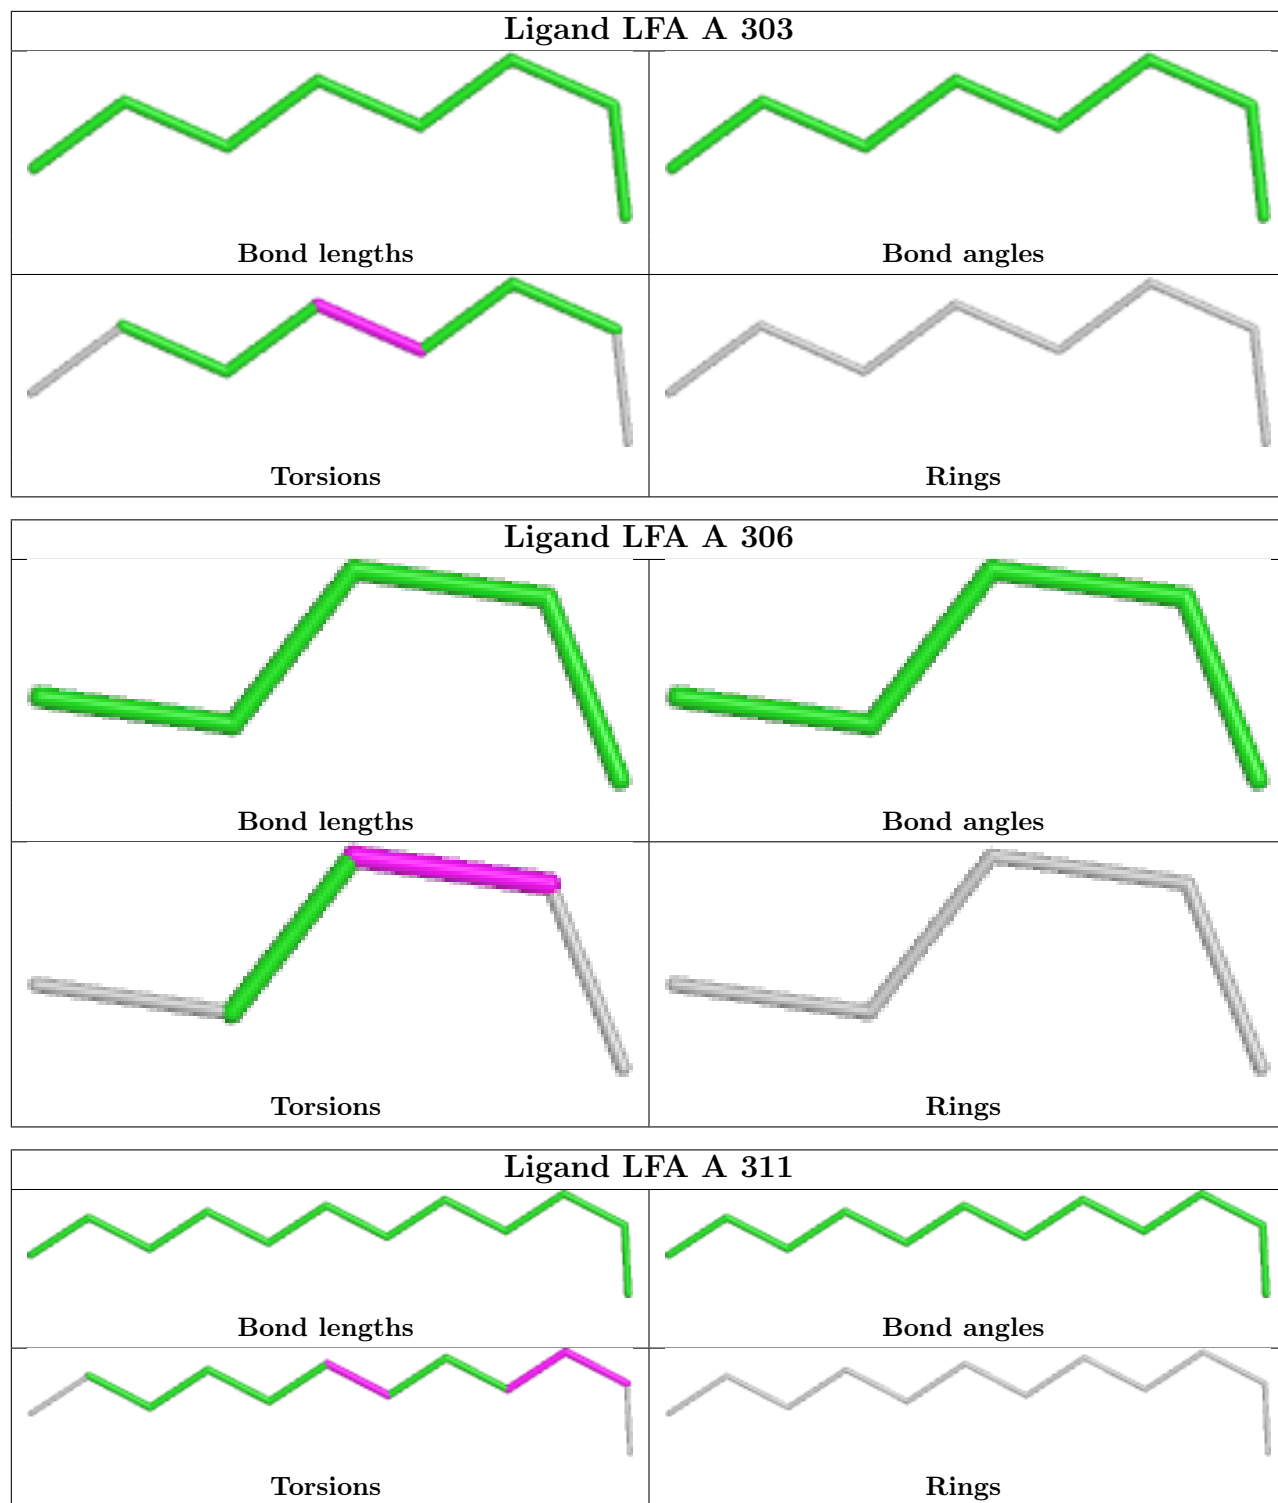 Ligand LFA A 303
Bond lengths
Bond angles
Torsions
Rings
Ligand LFA A 306
Bond lengths
Bond angles
Torsions
Rings
Ligand LFA A 311
Bond lengths
Bond angles
Torsions
Rings